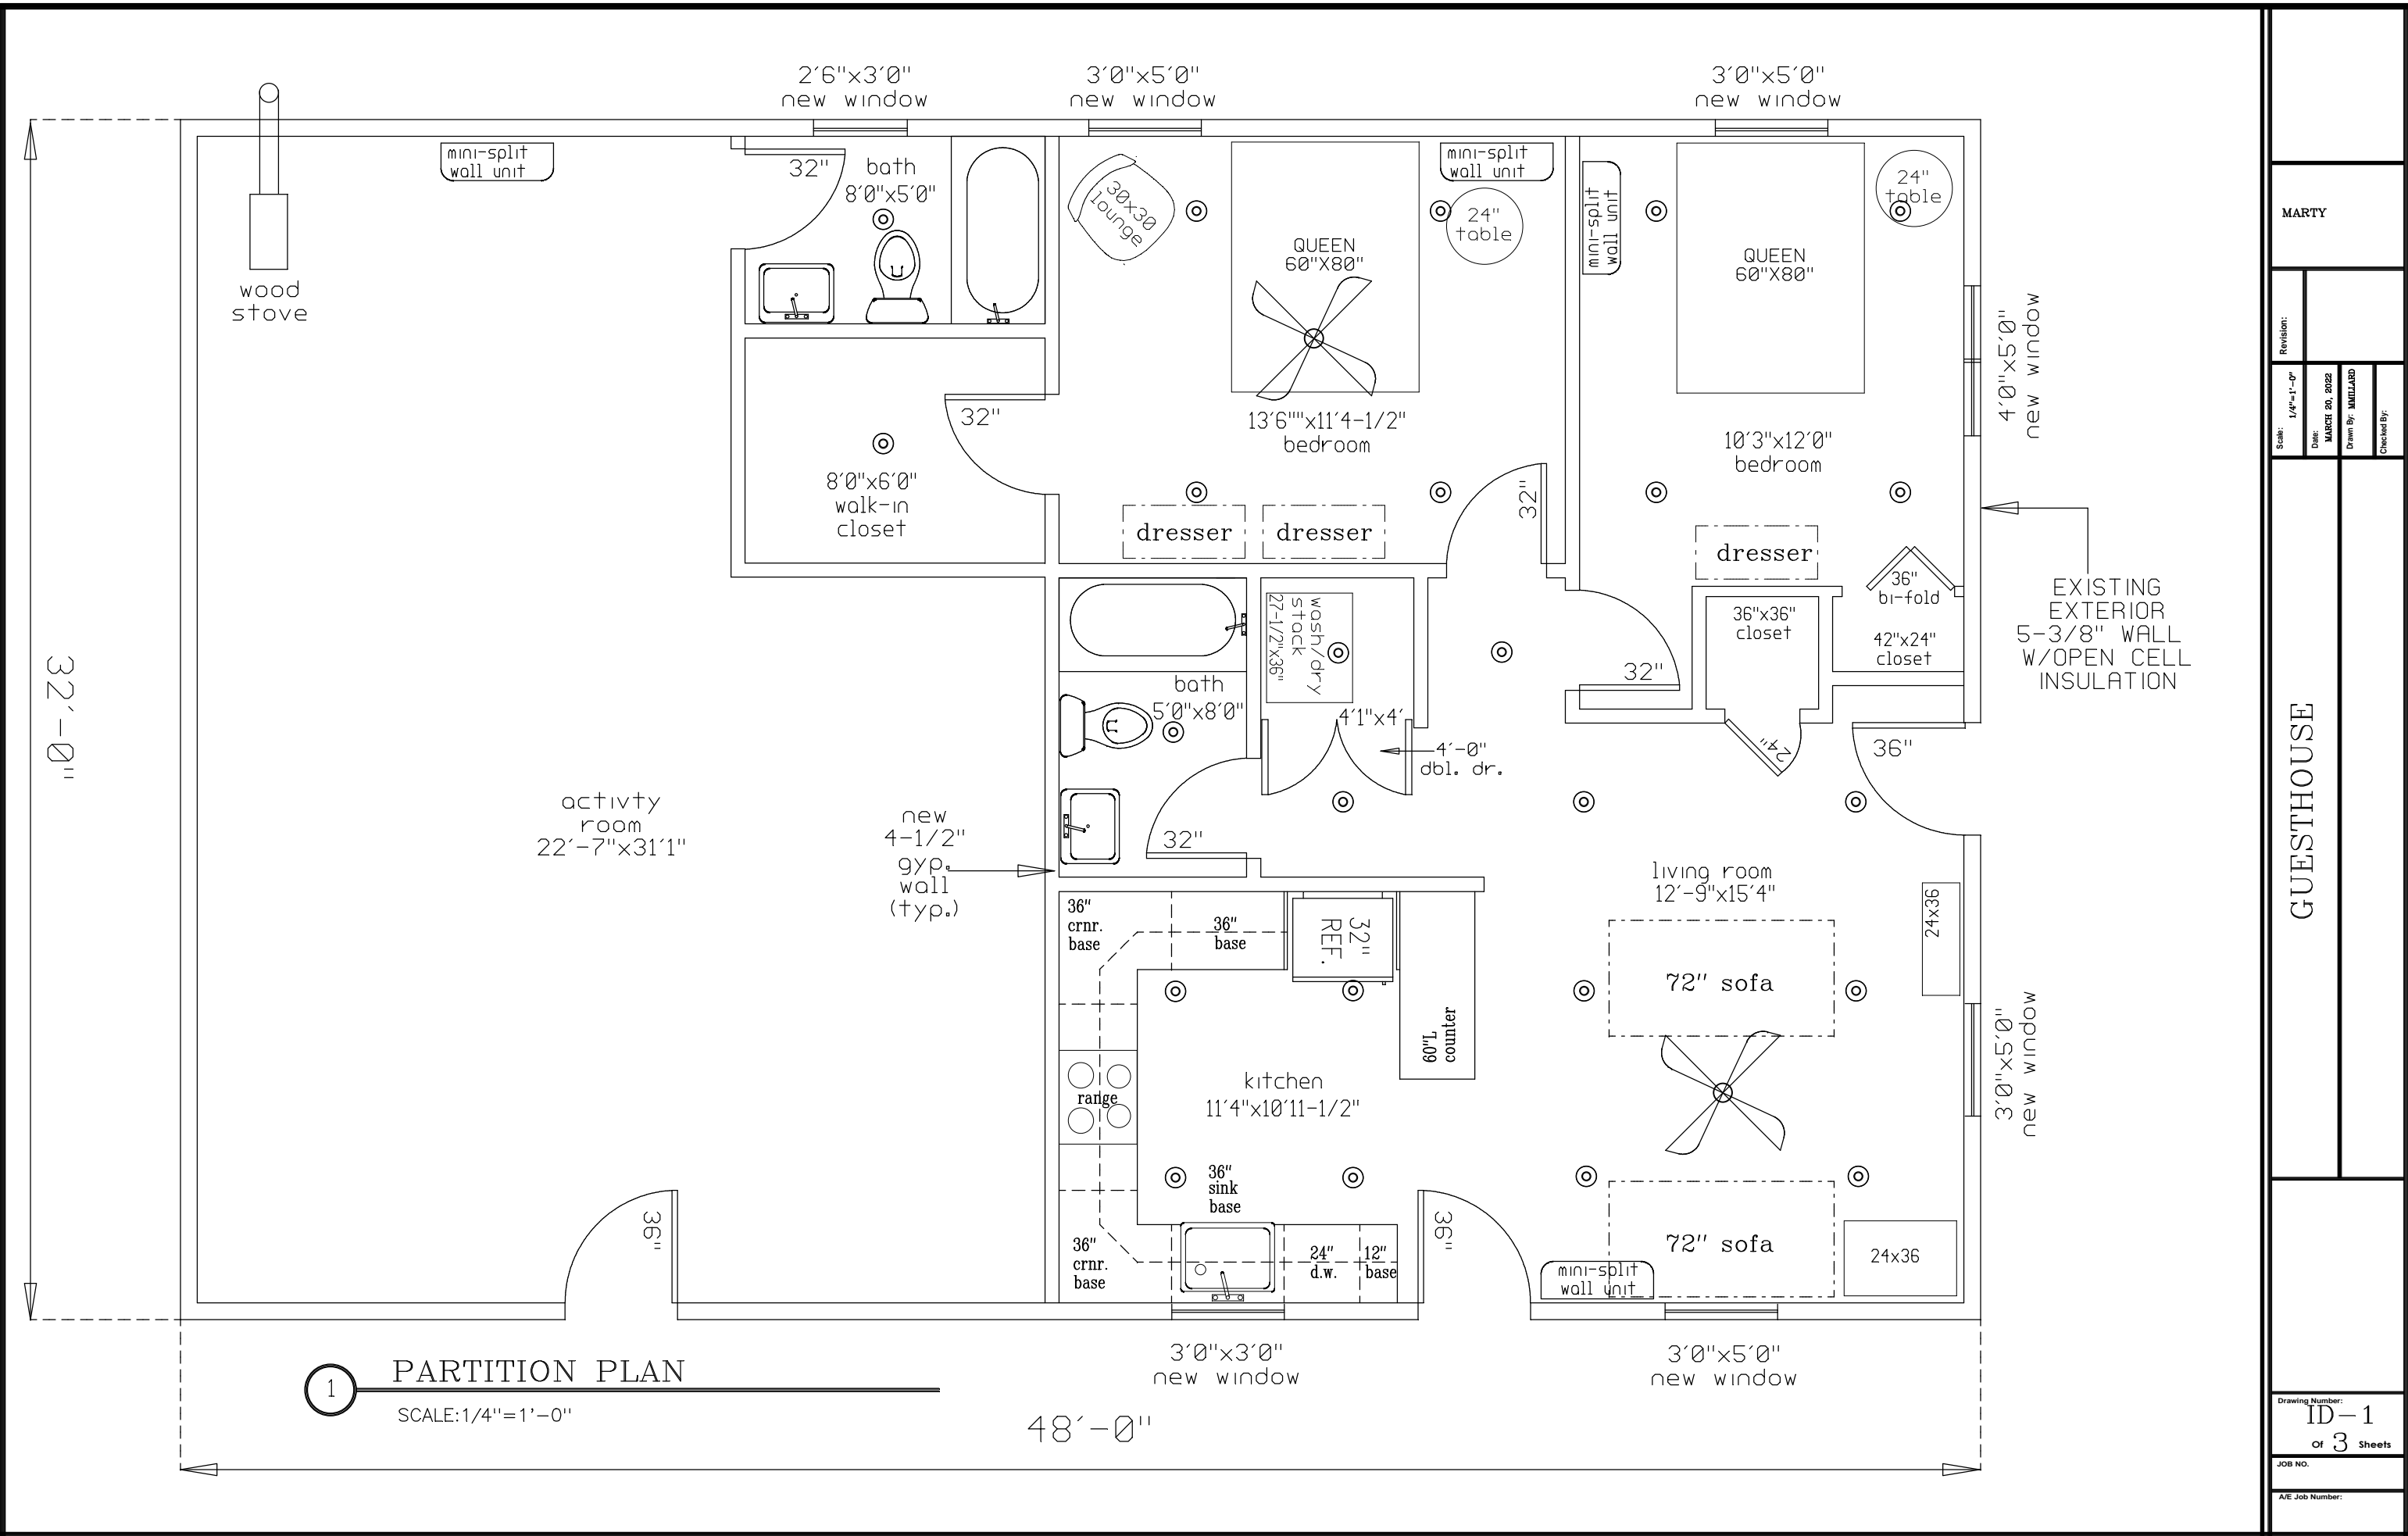 2'6"x3'0"
new window
3'0"x5'0"
new window
3'0"x5'0"
new window
mini-split
wall unit
32"
bath
8'0"x5'0"
30x30
lounge
mini-split
wall unit
24"
table
QUEEN
60"X80"
mini-split
wall unit
QUEEN
60"X80"
24"
table
wood
stove
4'0"x5'0"
new window
32"
13'6""x11'4-1/2"
bedroom
10'3"x12'0"
bedroom
8'0"x6'0"
walk-in
closet
32"
dresser
dresser
dresser
36"
bi-fold
36"x36"
closet
42"x24"
closet
EXISTING
EXTERIOR
5-3/8" WALL
W/OPEN CELL
INSULATION
wash/dry
stack
27-1/2"x36"
32"
bath
5'0"x8'0"
4'1"x4'
4'-0"
dbl. dr.
24"
36"
32'-0"
activty
room
22'-7"x31'1"
new
4-1/2"
gyp.
wall
(typ.)
32"
living room
12'-9"x15'4"
24x36
36"
crnr.
base
36"
base
32"
REF.
72" sofa
60"L
counter
3'0"x5'0"
new window
range
kitchen
11'4"x10'11-1/2"
36"
sink
base
36"
36"
36"
crnr.
base
24"
d.w.
12"
base
72" sofa
24x36
mini-split
wall unit
3'0"x3'0"
new window
3'0"x5'0"
new window
1
PARTITION PLAN
SCALE:1/4"=1'-0"
48'-0"
MARTY
Revision:
Scale:
1/4"=1'-0"
Date:
MARCH 20, 2022
Drawn By: MMILLARD
Checked By:
GUESTHOUSE
Drawing Number:
ID-1
Of 3 Sheets
JOB NO.
A/E Job Number: